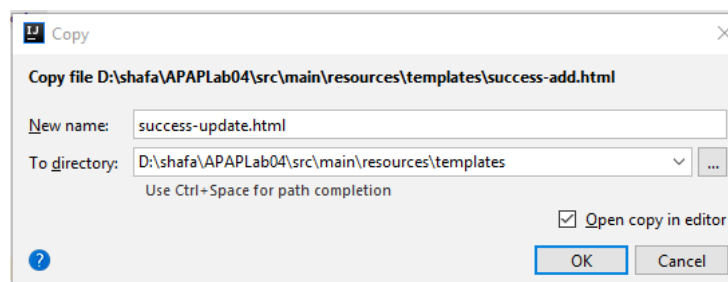 IJ Copy
Copy file D:\shafa\APAPLab04\src\main\resources\templates\success-add.html
New name: success-update.html
To directory: D:\shafa\APAPLab04\src\main\resources\templates ...
Use Ctrl+Space for path completion
Open copy in editor
? OK Cancel